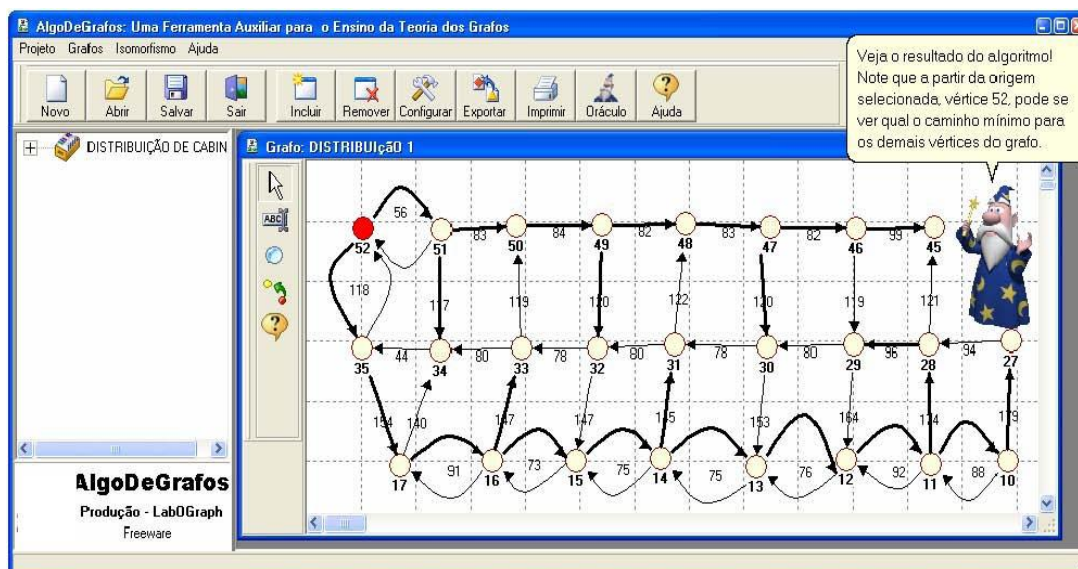 AlgoDeGrafos: Uma Ferramenta Auxiliar para o Ensino da Teoria dos Grafos
Projeto Grafos Isomorfismo Ajuda
Novo Abrir Salvar Sair Incluir Remover Configurar Exportar Imprimir Oráculo Ajuda
Veja o resultado do algoritmo!
Note que a partir da origem
selecionada, vértice 52, pode se
ver qual o caminho mínimo para
os demais vértices do grafo.
DISTRIBUIÇÃO DE CABIN
Grafo: DISTRIBUIçãO 1
ABC
56
83 84 82 83 82 99
52 51 50 49 48 47 46 45
118 117 119 120 122 120 119 121
44 80 78 80 78 80 96 94
35 34 33 32 31 30 29 28 27
154 140 147 147 145 153 164 174 179
91 73 75 75 76 92 88
17 16 15 14 13 12 11 10
AlgoDeGrafos
Produção - LabOGraph
Freeware